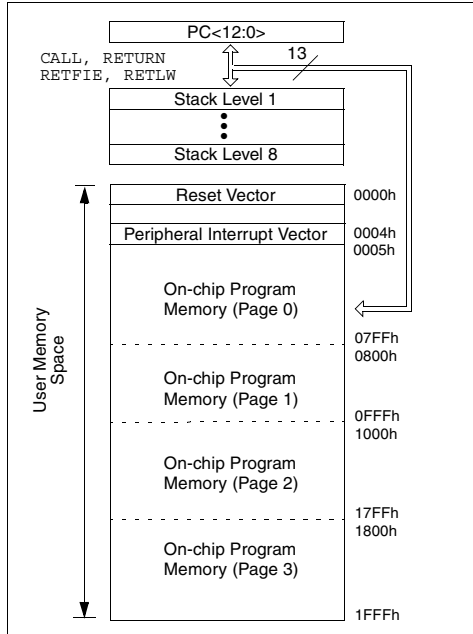 PC<12:0>
CALL, RETURN
RETFIE, RETLW
13
Stack Level 1
Stack Level 8
Reset Vector
0000h
Peripheral Interrupt Vector
0004h
0005h
On-chip Program
Memory (Page 0)
07FFh
0800h
User Memory
Space
On-chip Program
Memory (Page 1)
0FFFh
1000h
On-chip Program
Memory (Page 2)
17FFh
1800h
On-chip Program
Memory (Page 3)
1FFFh